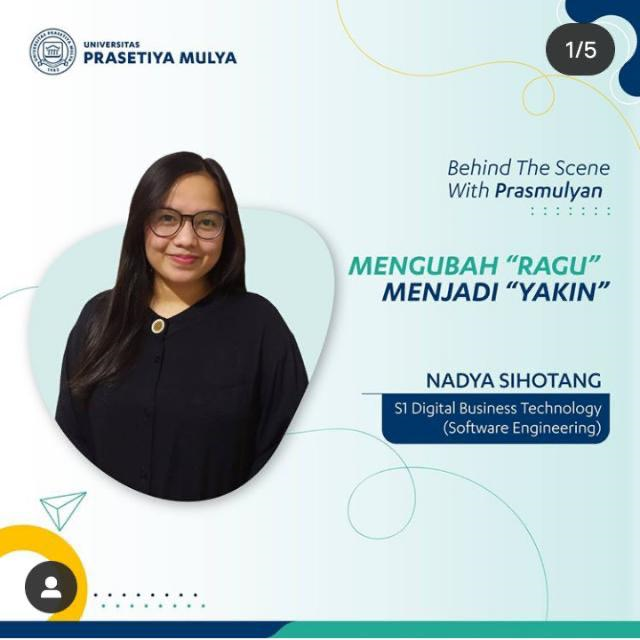 UNIVERSITAS
PRASETIYA MULYA
1/5
Behind The Scene
With Prasmulyan
MENGUBAH “RAGU”
MENJADI “YAKIN”
NADYA SIHOTANG
S1 Digital Business Technology
(Software Engineering)